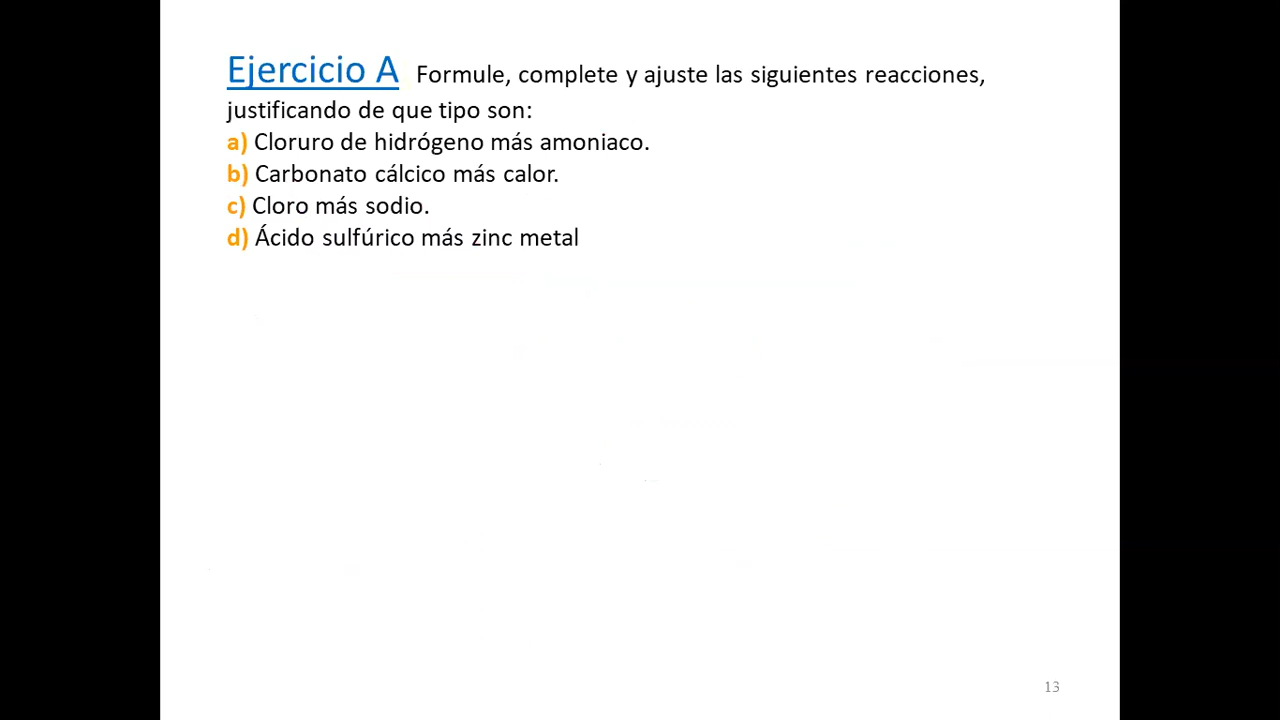 Ejercicio A Formule, complete y ajuste las siguientes reacciones,
justificando de que tipo son:
a) Cloruro de hidrógeno más amoniaco.
b) Carbonato cálcico más calor.
c) Cloro más sodio.
d) Ácido sulfúrico más zinc metal
13